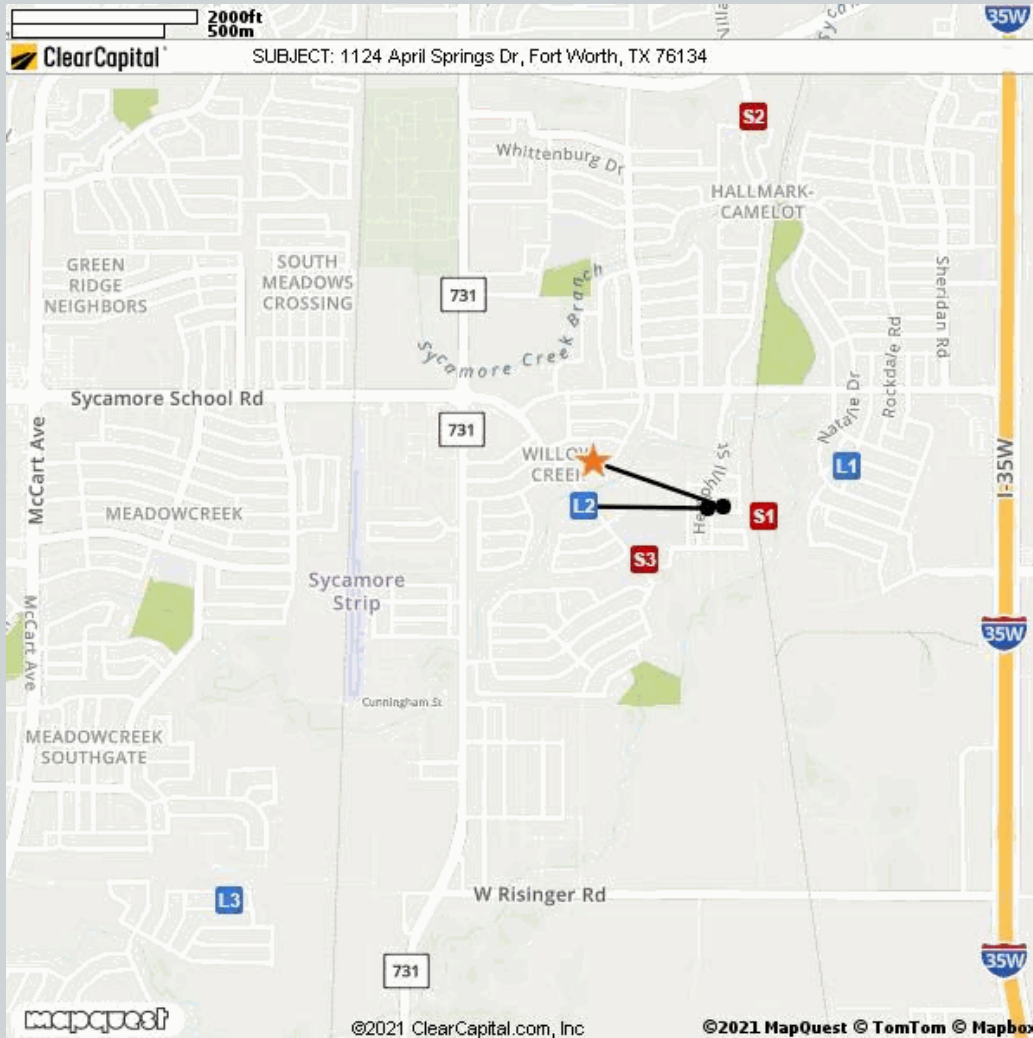 2000ft
500m
35W
ClearCapital
SUBJECT: 1124 April Springs Dr, Fort Worth, TX 76134
S2
Whittenburg Dr
HALLMARK-
CAMELOT
GREEN
RIDGE
NEIGHBORS
SOUTH
MEADOWS
CROSSING
731
Sycamore Creek Branch
Sheridan Rd
Rockdale Rd
Natalie Dr
Sycamore School Rd
McCart Ave
731
WILLOW
CREEK
L1
I-35W
L2
S1
MEADOWCREEK
S3
Sycamore
Strip
McCart Ave
35W
Cunningham St
MEADOWCREEK
SOUTHGATE
W Risinger Rd
L3
731
35W
mapquest
©2021 ClearCapital.com, Inc
©2021 MapQuest © TomTom © Mapbox